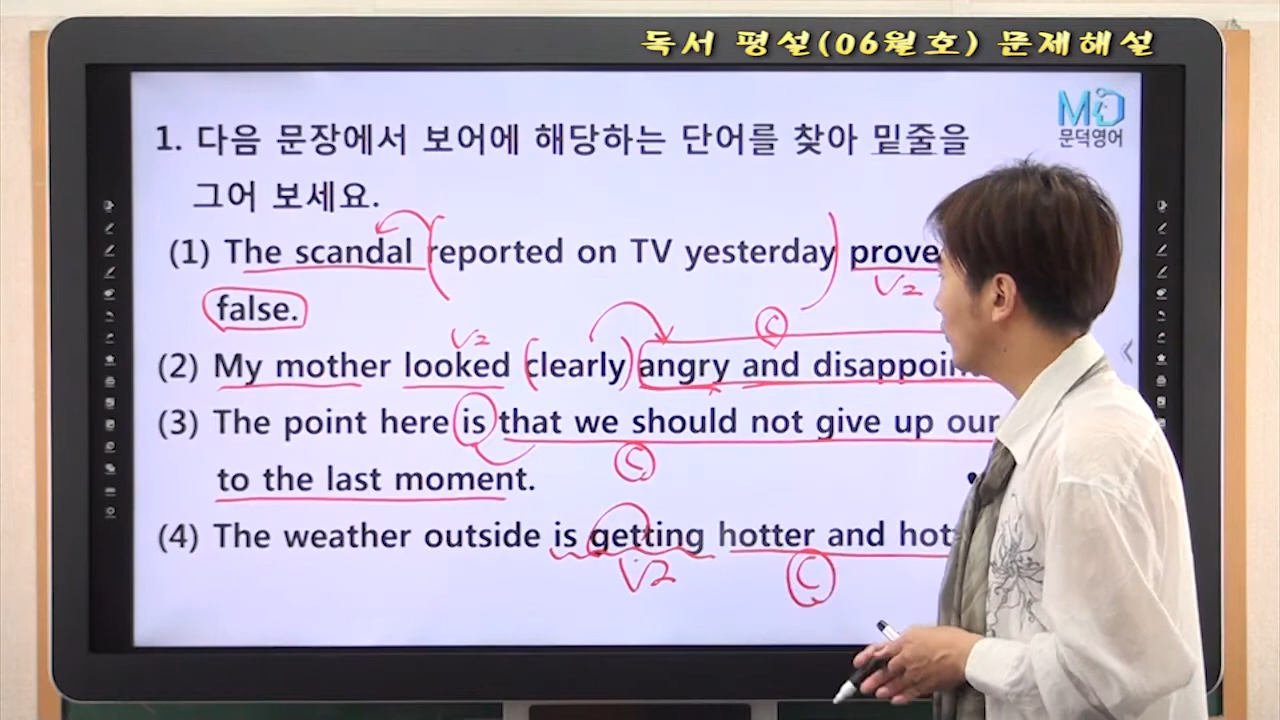 독서 평설(06월호) 문제해설
MD
문덕영어
1. 다음 문장에서 보어에 해당하는 단어를 찾아 밑줄을
그어 보세요.
(1) The scandal reported on TV yesterday
V2
false.
V2
C
(2) My mother looked clearly angry and
(3) The point here is that we should not give up our
C
to the last moment.
(4) The weather outside is getting hotter and
V2
C